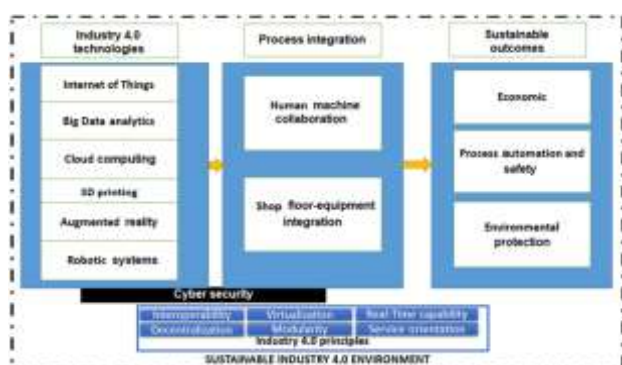 Industry 4.0
technologies
Process integration
Sustainable
outcomes
Internet of Things
Big Data analytics
Cloud computing
3D printing
Augmented reality
Robotic systems
Human machine
collaboration
Shop floor-equipment
integration
Economic
Process automation and
safety
Environmental
protection
Cyber security
Interoperability
Virtualization
Real Time capability
Decentralization
Modularity
Service orientation
Industry 4.0 principles
SUSTAINABLE INDUSTRY 4.0 ENVIRONMENT